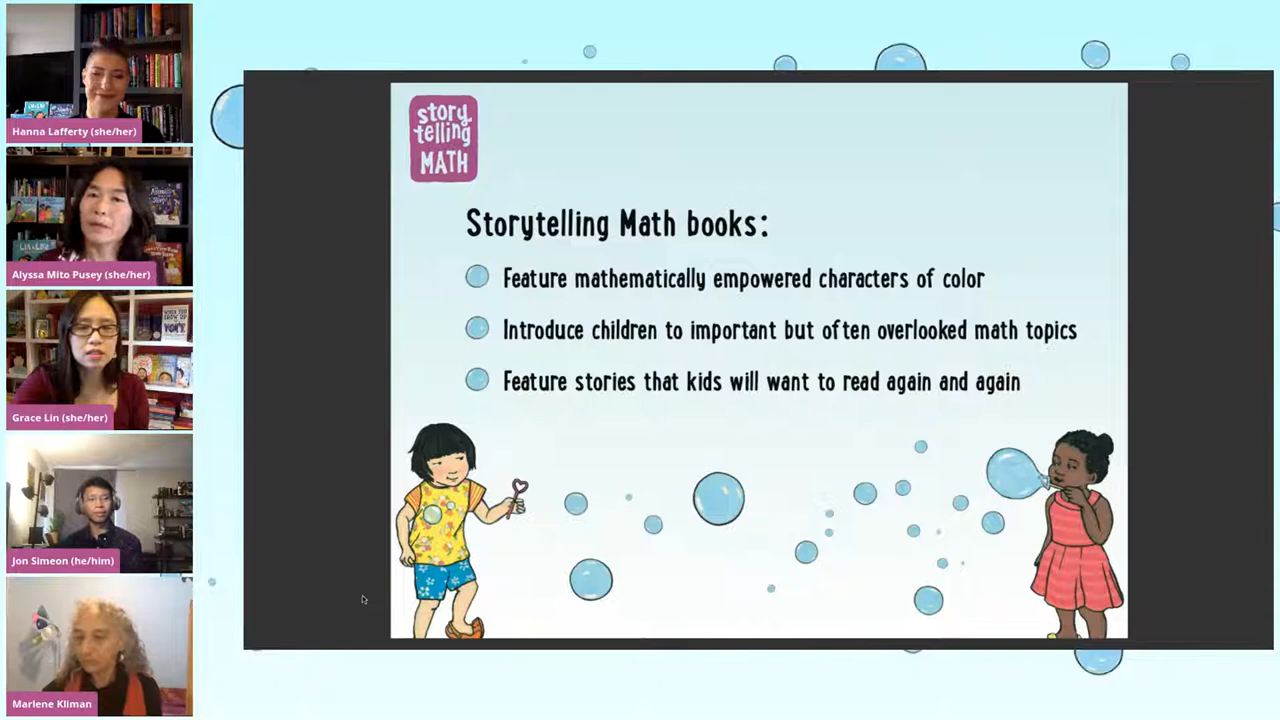 Hanna Lafferty (she/her)
Alyssa Mito Pusey (she/her)
Grace Lin (she/her)
Jon Simeon (he/him)
Marlene Kliman
story
telling
MATH
Storytelling Math books:
Feature mathematically empowered characters of color
Introduce children to important but often overlooked math topics
Feature stories that kids will want to read again and again